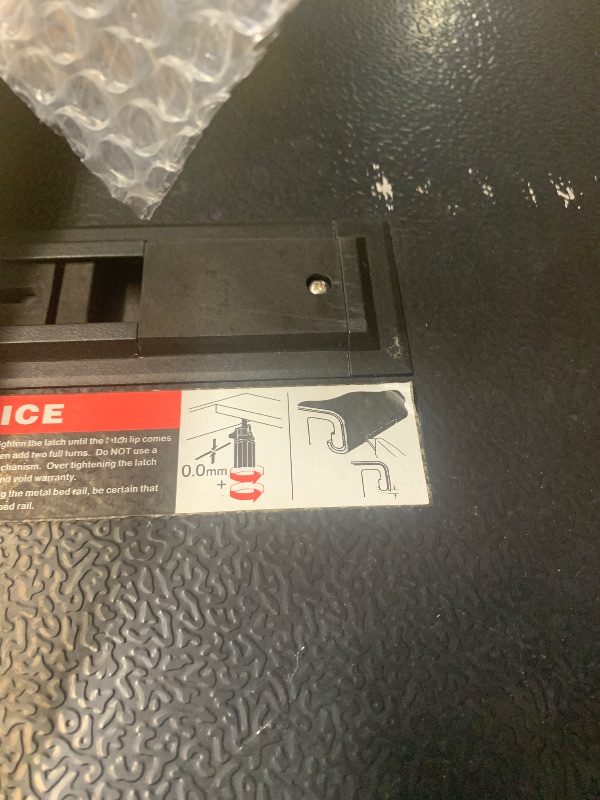 ICE
ighten the latch until the latch lip comes
en add two full turns. Do NOT use a
chanism. Over tightening the latch
nd void warranty.
g the metal bed rail, be certain that
bed rail.
0.0mm
+